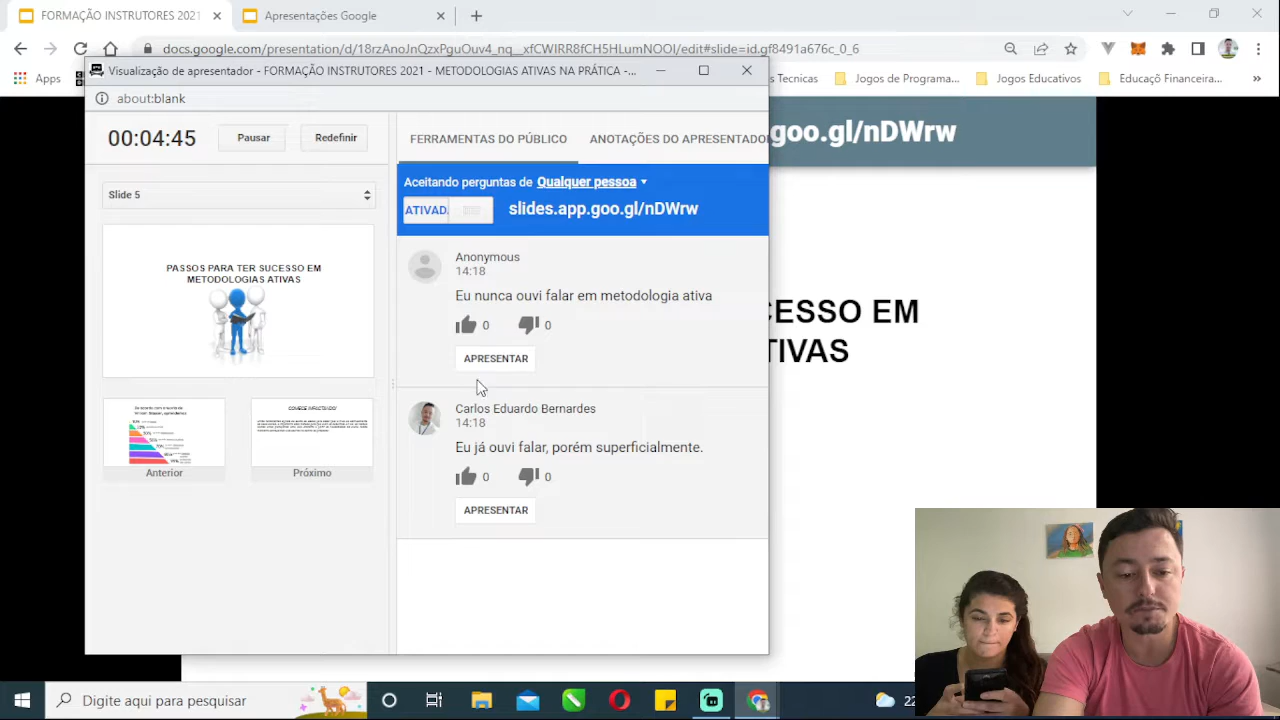 FORMAÇÃO INSTRUTORES 2021
Apresentações Google
docs.google.com/presentation/d/18rzAnoJnQzxPguOuv4_nq__xfCWIRR8fCH5HLumNOOI/edit#slide=id.gf8491a676c_0_6
Apps
s Tecnicas
Jogos de Programa...
Jogos Educativos
Educaçõ Financeira...
»
Visualização de apresentador - FORMAÇÃO INSTRUTORES 2021 - METODOLOGIAS ATIVAS NA PRÁTICA -...
about:blank
00:04:45
Pausar
Redefinir
FERRAMENTAS DO PÚBLICO
ANOTAÇÕES DO APRESENTADOR
goo.gl/nDWrw
Slide 5
Aceitando perguntas de Qualquer pessoa
ATIVAD
slides.app.goo.gl/nDWrw
PASSOS PARA TER SUCESSO EM
METODOLOGIAS ATIVAS
Anonymous
14:18
Eu nunca ouvi falar em metodologia ativa
0
0
APRESENTAR
CESSO EM
TIVAS
Carlos Eduardo Bernardes
14:18
Eu já ouvi falar, porém superficialmente.
0
0
APRESENTAR
Anterior
Próximo
Digite aqui para pesquisar
22